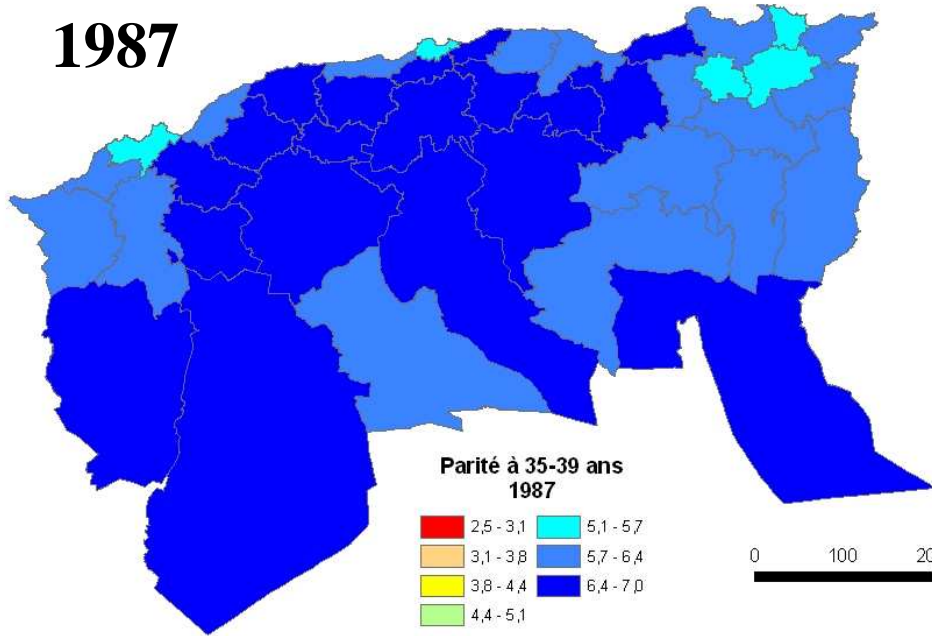 1987
Parité à 35-39 ans
1987
2,5 - 3,1
5,1 - 5,7
3,1 - 3,8
5,7 - 6,4
3,8 - 4,4
6,4 - 7,0
4,4 - 5,1
0 100 20